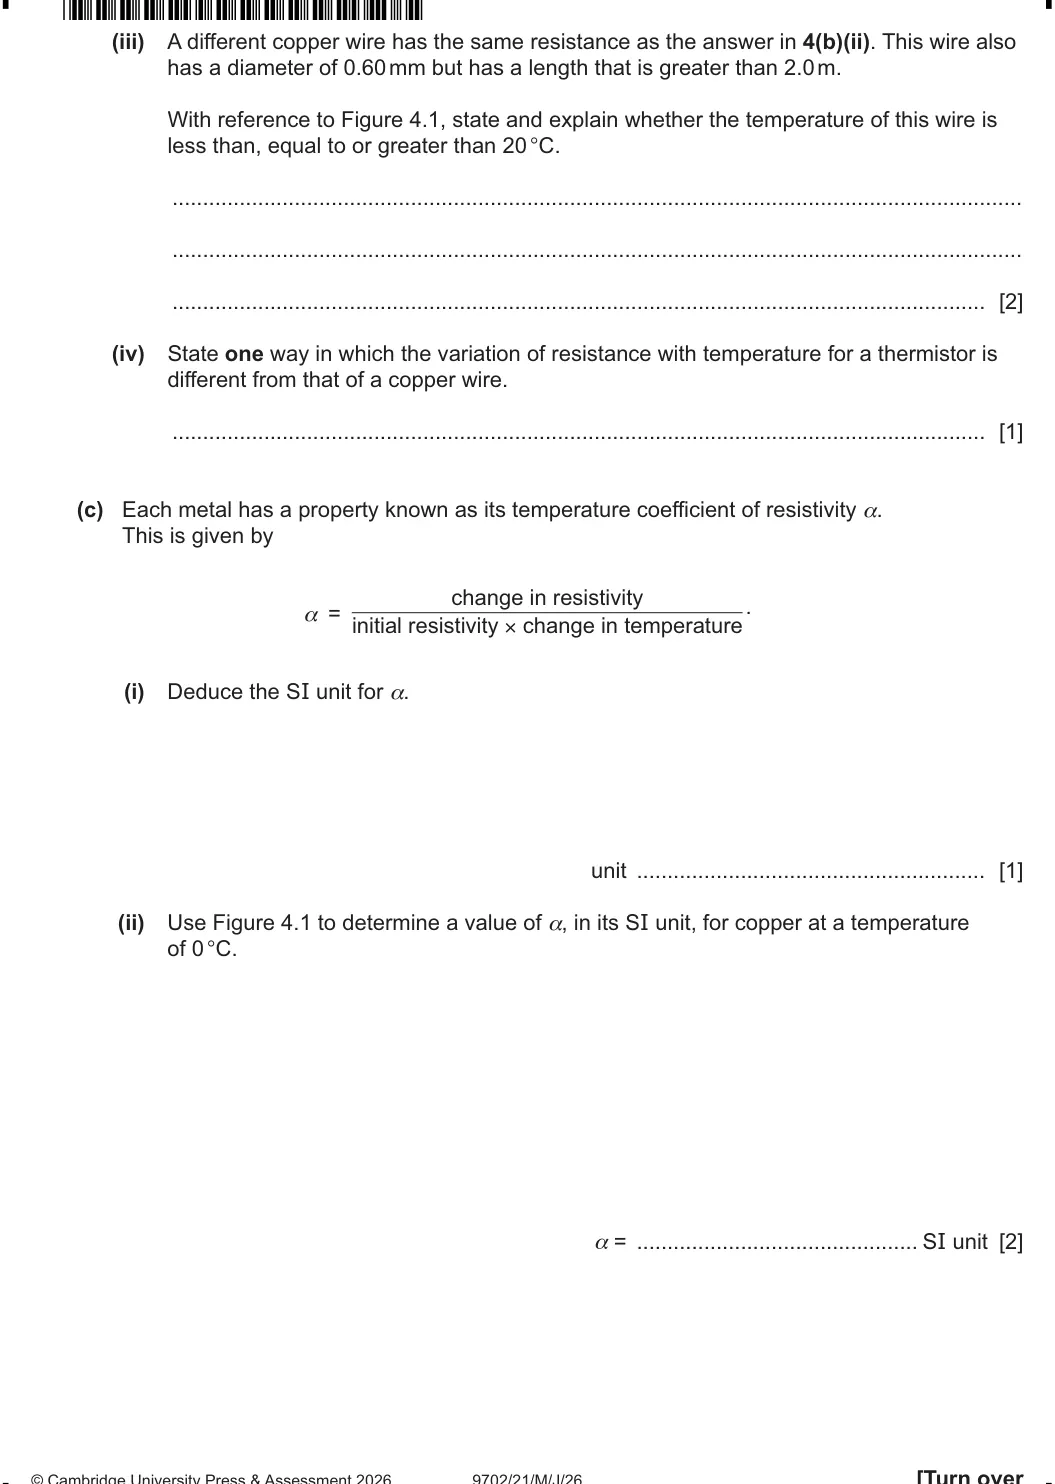 (iii) A different copper wire has the same resistance as the answer in 4(b)(ii). This wire also
has a diameter of 0.60 mm but has a length that is greater than 2.0 m.
With reference to Figure 4.1, state and explain whether the temperature of this wire is
less than, equal to or greater than 20 °C.
..........................................................................................................................................
..........................................................................................................................................
..................................................................................................................................... [2]
(iv) State one way in which the variation of resistance with temperature for a thermistor is
different from that of a copper wire.
..................................................................................................................................... [1]
(c) Each metal has a property known as its temperature coefficient of resistivity α.
This is given by
α = change in resistivity
initial resistivity × change in temperature .
(i) Deduce the SI unit for α.
unit ......................................................... [1]
(ii) Use Figure 4.1 to determine a value of α, in its SI unit, for copper at a temperature
of 0 °C.
α = .............................................. SI unit [2]
© Cambridge University Press & Assessment 2026 9702/21/M/J/26 [Turn over